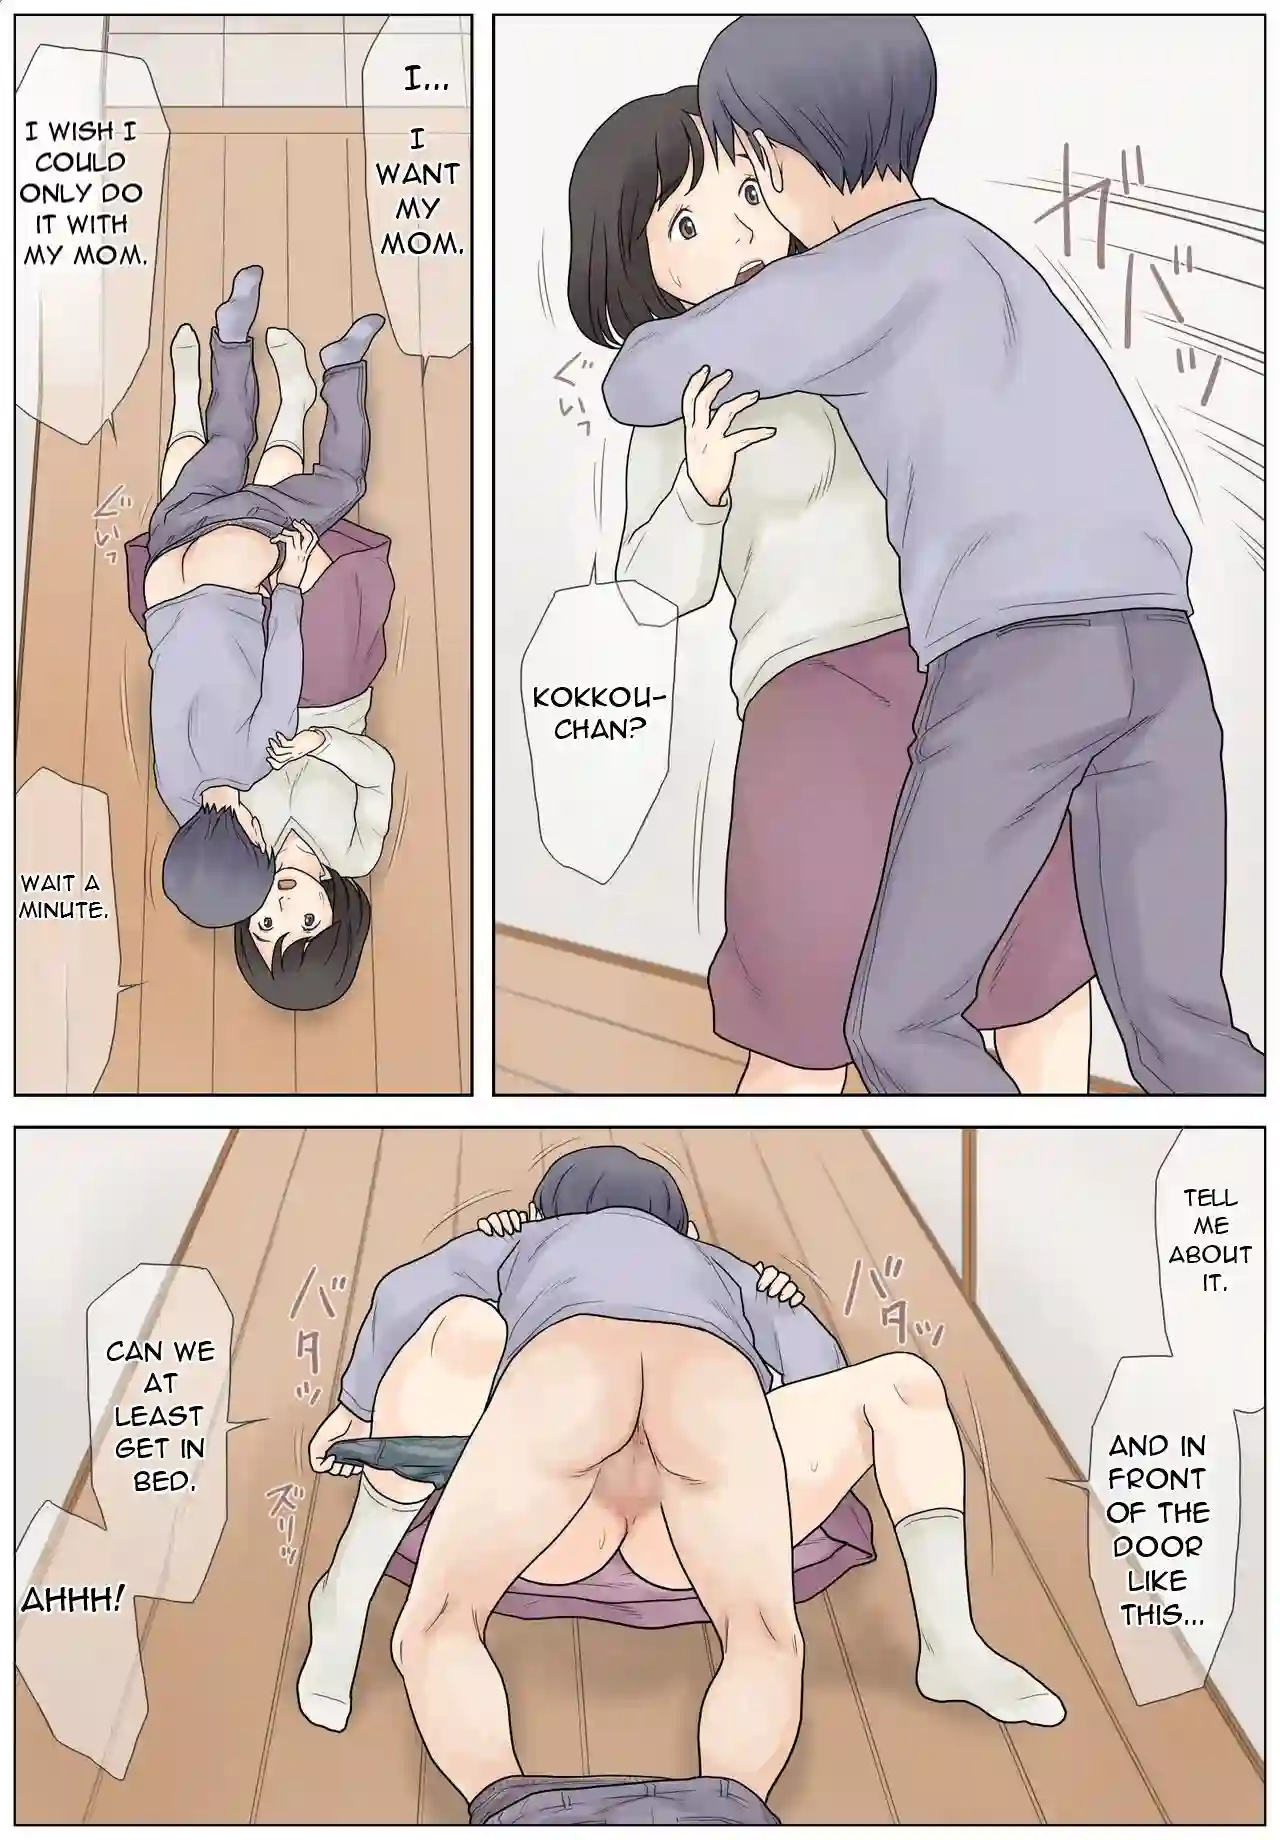 ガバッ
ぐいっ
KOKKOU-
CHAN?
I...
I
WANT
MY
MOM.
I WISH I
COULD
ONLY DO
IT WITH
MY MOM.
ぐいっ
WAIT A
MINUTE.
TELL
ME
ABOUT
IT.
AND IN
FRONT
OF THE
DOOR
LIKE
THIS...
バタッ
バタッ
CAN WE
AT
LEAST
GET IN
BED.
ズリッ
AHHH!